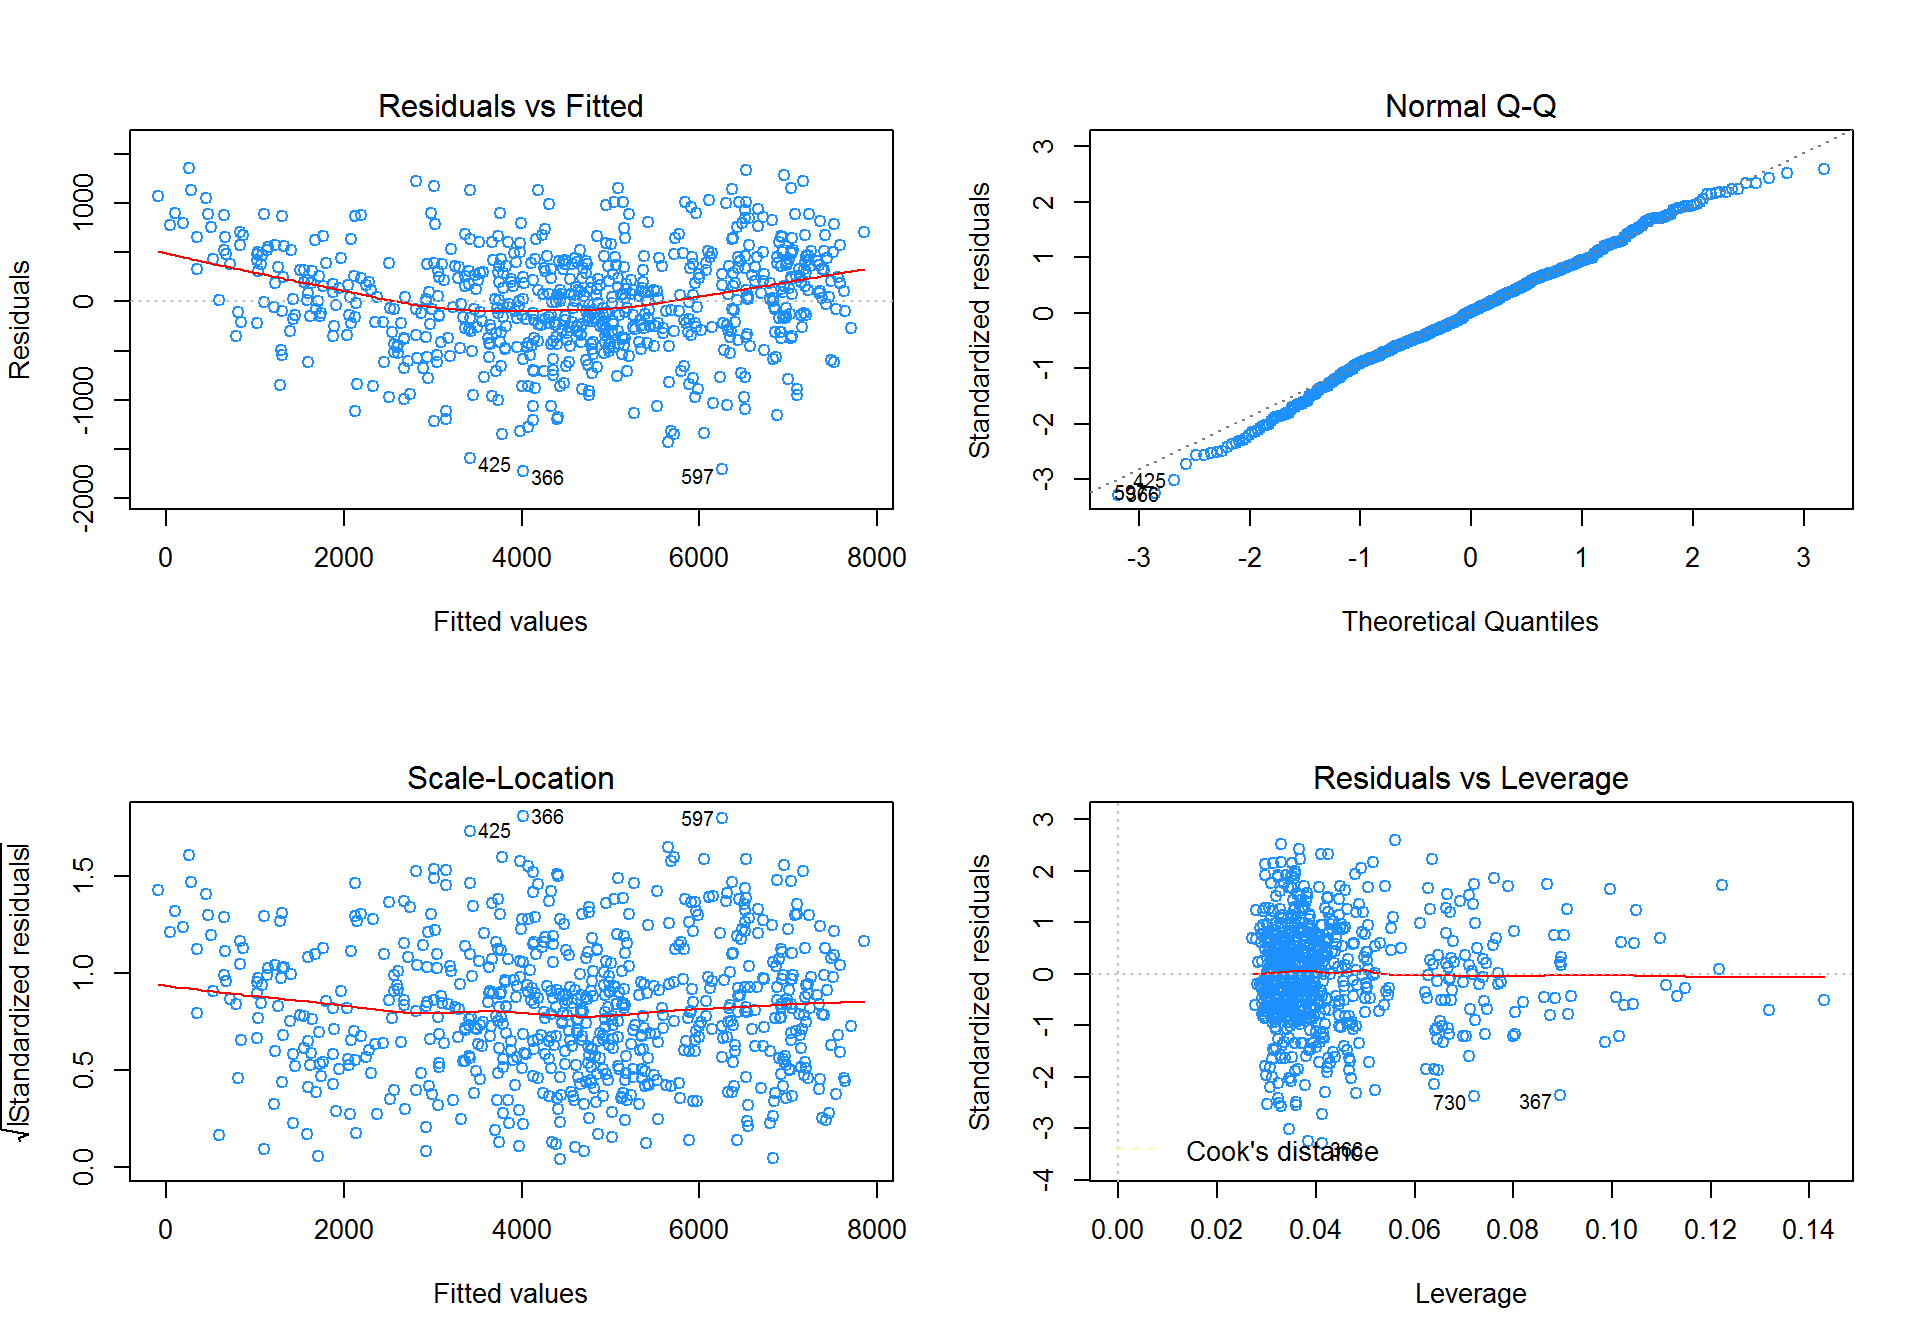 Residuals vs Fitted
Residuals
1000
0
-1000
-2000
425
366
597
0 2000 4000 6000 8000
Fitted values
Normal Q-Q
Standardized residuals
3
2
1
0
-1
-2
-3
425
597
366
-3 -2 -1 0 1 2 3
Theoretical Quantiles
Scale-Location
√|Standardized residuals|
1.5
1.0
0.5
0.0
425
366
597
0 2000 4000 6000 8000
Fitted values
Residuals vs Leverage
Standardized residuals
3
2
1
0
-1
-2
-3
-4
730
367
366
Cook's distance
0.00 0.02 0.04 0.06 0.08 0.10 0.12 0.14
Leverage